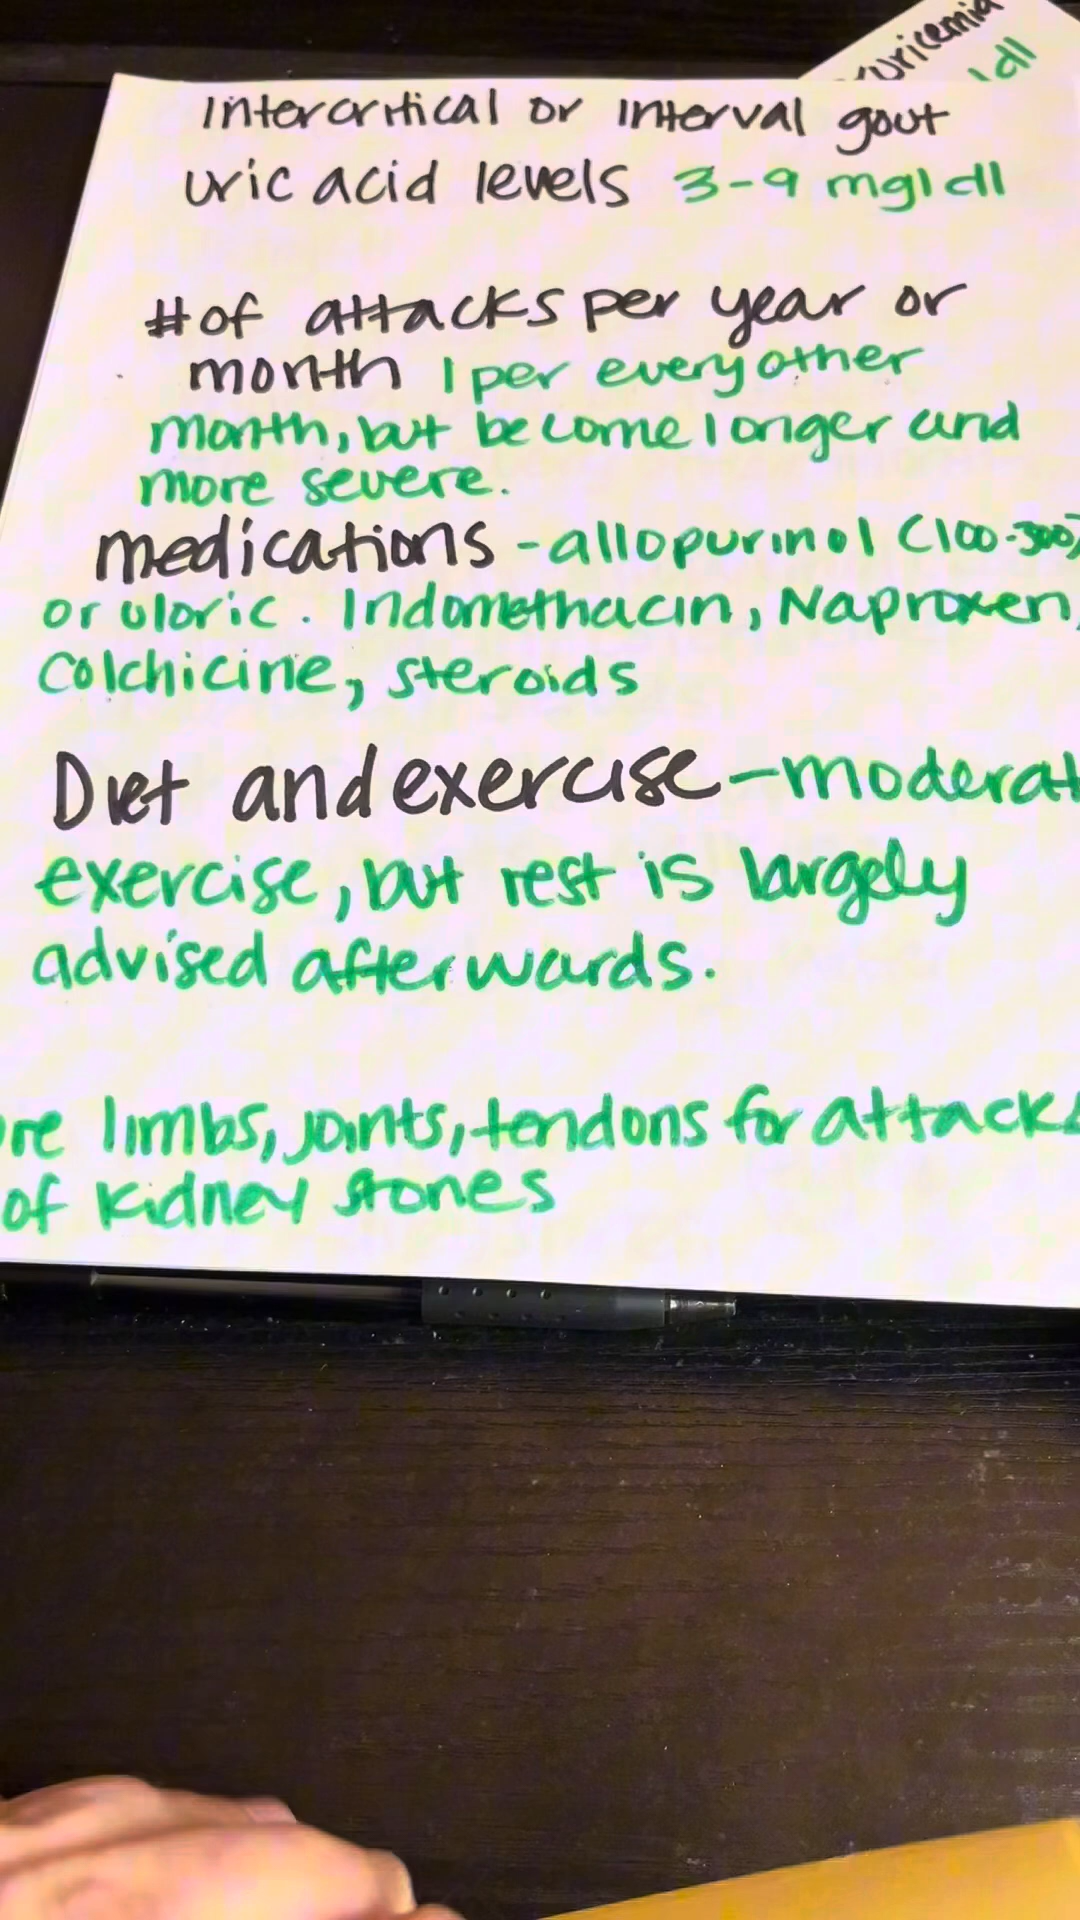 uricemia
dl
Intercritical or interval gout
uric acid levels 3-9 mg/dl
# of attacks per year or
month 1 per every other
month, but become longer and
more severe.
medications - allopurinol (100-300)
or uloric. Indomethacin, Naproxen,
Colchicine, steroids
Diet and exercise - moderat
exercise, but rest is largely
advised afterwards.
re limbs, joints, tendons for attacks
of kidney stones